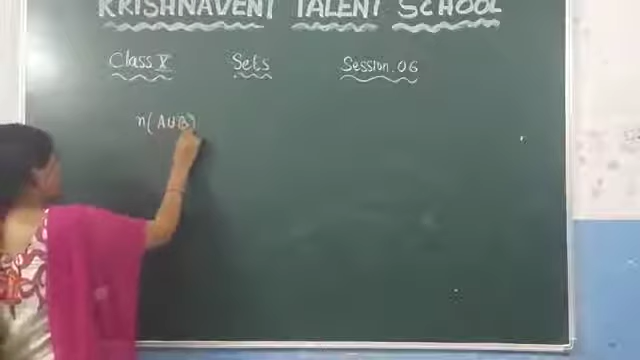 KRISHNAVENI TALENT SCHOOL
Class X Sets Session.06
n(AUB)